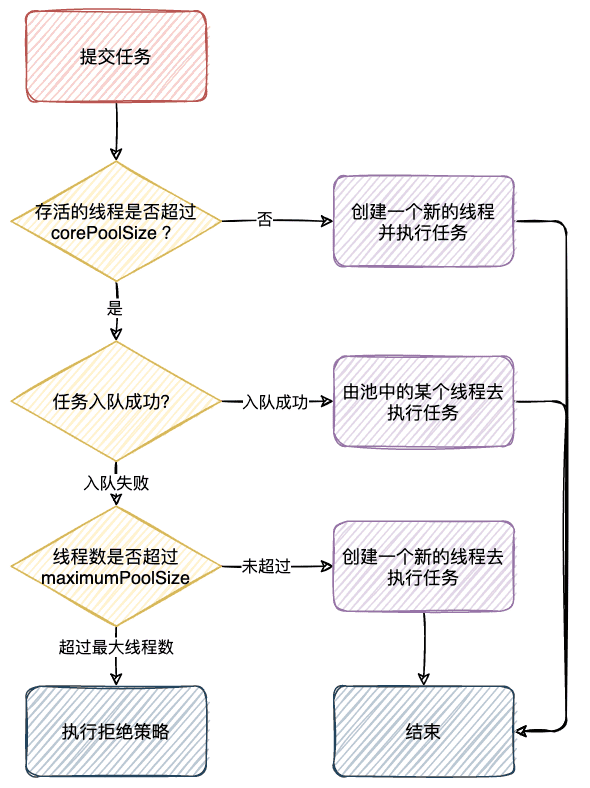 提交任务
存活的线程是否超过
corePoolSize ？
否
创建一个新的线程
并执行任务
是
任务入队成功?
入队成功
由池中的某个线程去
执行任务
入队失败
线程数是否超过
maximumPoolSize
未超过
创建一个新的线程去
执行任务
超过最大线程数
执行拒绝策略
结束